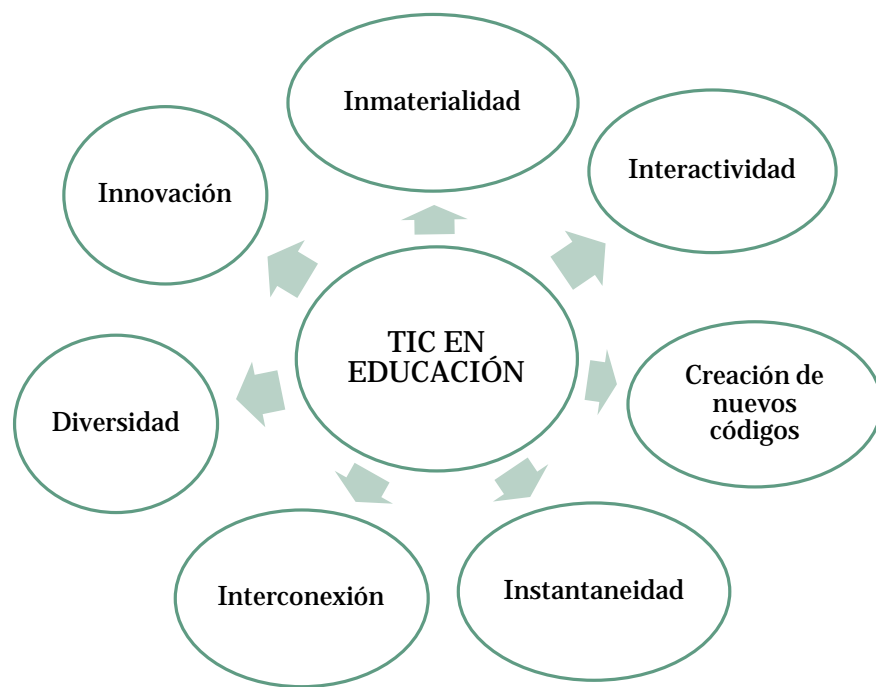 Inmaterialidad
Interactividad
Innovación
TIC EN
EDUCACIÓN
Creación de
nuevos
códigos
Diversidad
Instantaneidad
Interconexión